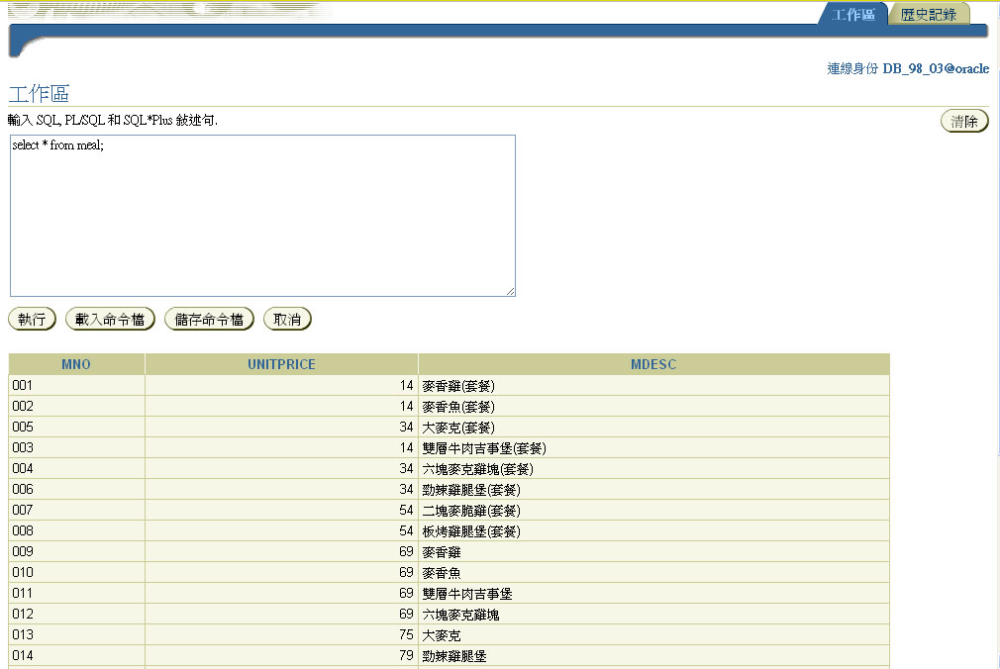 工作區 歷史記錄
連線身份 DB_98_03@oracle
工作區
輸入 SQL, PL/SQL 和 SQL*Plus 敘述句.
清除
select * from meal;
執行 載入命令檔 儲存命令檔 取消
MNO UNITPRICE MDESC
001 14 麥香雞(套餐)
002 14 麥香魚(套餐)
005 34 大麥克(套餐)
003 14 雙層牛肉吉事堡(套餐)
004 34 六塊麥克雞塊(套餐)
006 34 勁辣雞腿堡(套餐)
007 54 二塊麥脆雞(套餐)
008 54 板烤雞腿堡(套餐)
009 69 麥香雞
010 69 麥香魚
011 69 雙層牛肉吉事堡
012 69 六塊麥克雞塊
013 75 大麥克
014 79 勁辣雞腿堡